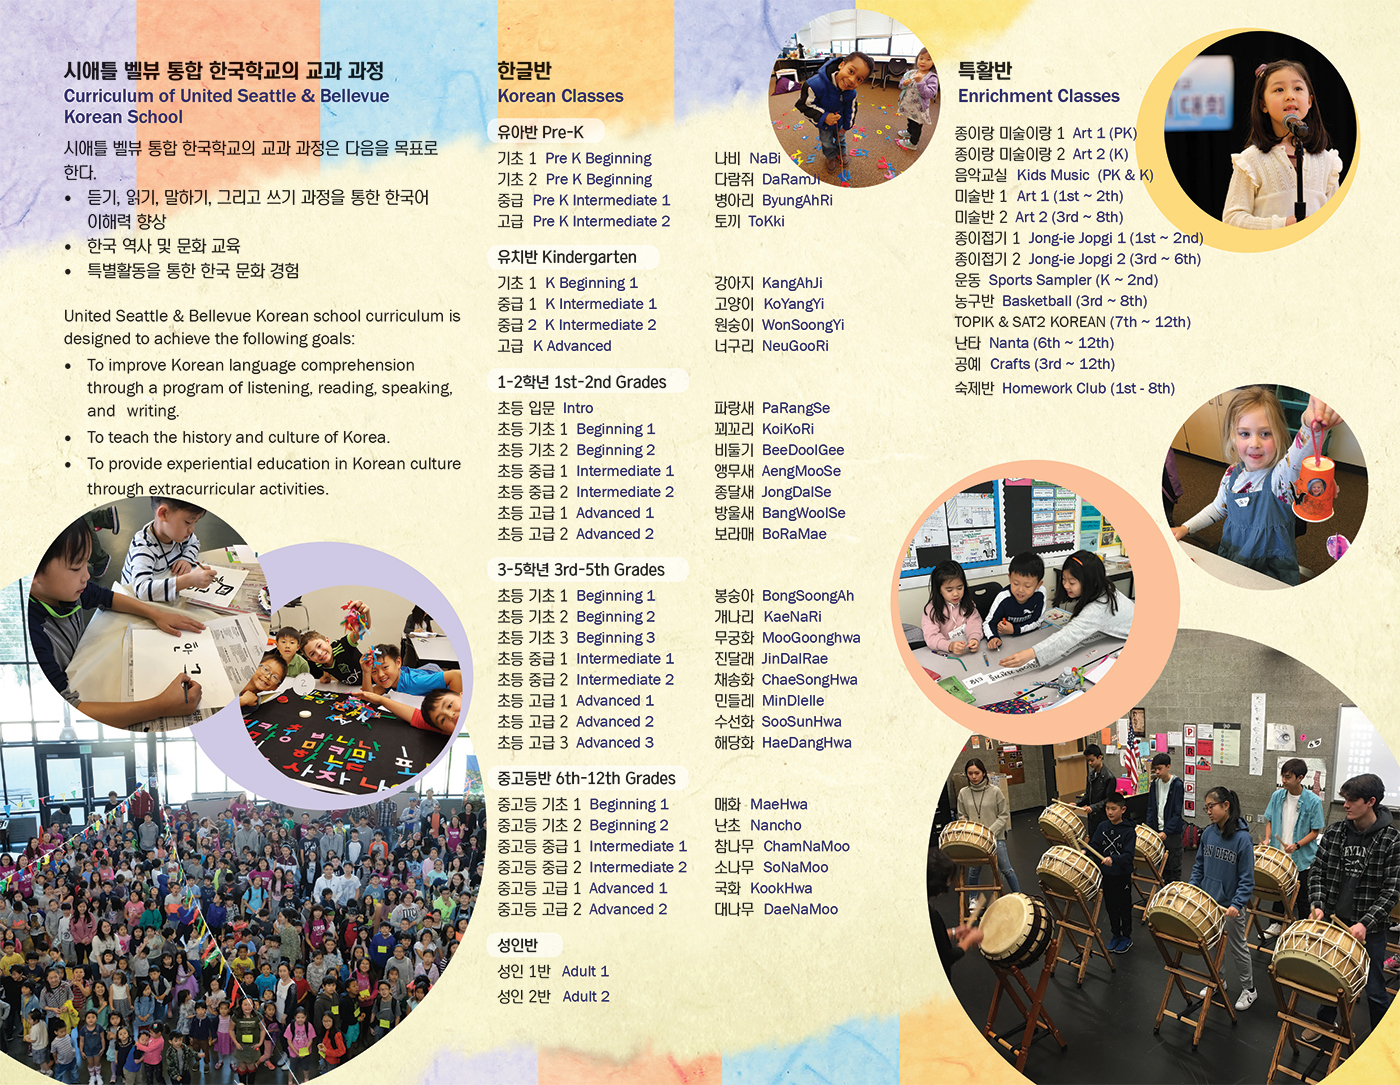 시애틀 벨뷰 통합 한국학교의 교과 과정
Curriculum of United Seattle & Bellevue
Korean School
시애틀 벨뷰 통합 한국학교의 교과 과정은 다음을 목표로
한다.
• 듣기, 읽기, 말하기, 그리고 쓰기 과정을 통한 한국어
이해력 향상
• 한국 역사 및 문화 교육
• 특별활동을 통한 한국 문화 경험
United Seattle & Bellevue Korean school curriculum is
designed to achieve the following goals:
• To improve Korean language comprehension
through a program of listening, reading, speaking,
and writing.
• To teach the history and culture of Korea.
• To provide experiential education in Korean culture
through extracurricular activities.
한글반
Korean Classes
유아반 Pre-K
기초 1 Pre K Beginning 나비 NaBi
기초 2 Pre K Beginning 다람쥐 DaRamJi
중급 Pre K Intermediate 1 병아리 ByungAhRi
고급 Pre K Intermediate 2 토끼 ToKki
유치반 Kindergarten
기초 1 K Beginning 1 강아지 KangAhJi
중급 1 K Intermediate 1 고양이 KoYangYi
중급 2 K Intermediate 2 원숭이 WonSoongYi
고급 K Advanced 너구리 NeuGooRi
1-2학년 1st-2nd Grades
초등 입문 Intro 파랑새 PaRangSe
초등 기초 1 Beginning 1 꾀꼬리 KoiKoRi
초등 기초 2 Beginning 2 비둘기 BeeDoolGee
초등 중급 1 Intermediate 1 앵무새 AengMooSe
초등 중급 2 Intermediate 2 종달새 JongDalSe
초등 고급 1 Advanced 1 방울새 BangWoolSe
초등 고급 2 Advanced 2 보라매 BoRaMae
3-5학년 3rd-5th Grades
초등 기초 1 Beginning 1 봉숭아 BongSoongAh
초등 기초 2 Beginning 2 개나리 KaeNaRi
초등 기초 3 Beginning 3 무궁화 MooGoonghwa
초등 중급 1 Intermediate 1 진달래 JinDalRae
초등 중급 2 Intermediate 2 채송화 ChaeSongHwa
초등 고급 1 Advanced 1 민들레 MinDlelle
초등 고급 2 Advanced 2 수선화 SooSunHwa
초등 고급 3 Advanced 3 해당화 HaeDangHwa
중고등반 6th-12th Grades
중고등 기초 1 Beginning 1 매화 MaeHwa
중고등 기초 2 Beginning 2 난초 Nancho
중고등 중급 1 Intermediate 1 참나무 ChamNaMoo
중고등 중급 2 Intermediate 2 소나무 SoNaMoo
중고등 고급 1 Advanced 1 국화 KookHwa
중고등 고급 2 Advanced 2 대나무 DaeNaMoo
성인반
성인 1반 Adult 1
성인 2반 Adult 2
특활반
Enrichment Classes
종이랑 미술이랑 1 Art 1 (PK)
종이랑 미술이랑 2 Art 2 (K)
음악교실 Kids Music (PK & K)
미술반 1 Art 1 (1st ~ 2th)
미술반 2 Art 2 (3rd ~ 8th)
종이접기 1 Jong-ie Jopgi 1 (1st ~ 2nd)
종이접기 2 Jong-ie Jopgi 2 (3rd ~ 6th)
운동 Sports Sampler (K ~ 2nd)
농구반 Basketball (3rd ~ 8th)
TOPIK & SAT2 KOREAN (7th ~ 12th)
난타 Nanta (6th ~ 12th)
공예 Crafts (3rd ~ 12th)
숙제반 Homework Club (1st - 8th)